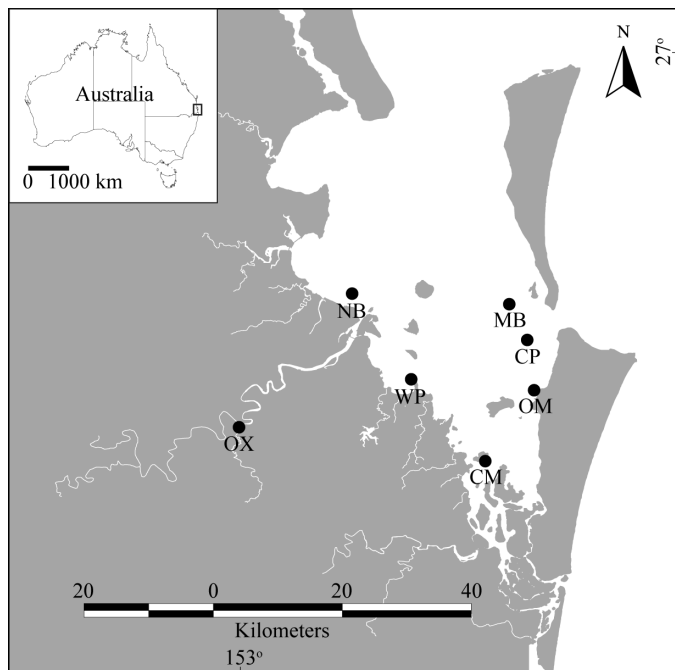 N
27°
Australia
0 1000 km
NB
MB
CP
WP
OM
OX
CM
20 0 20 40
Kilometers
153°